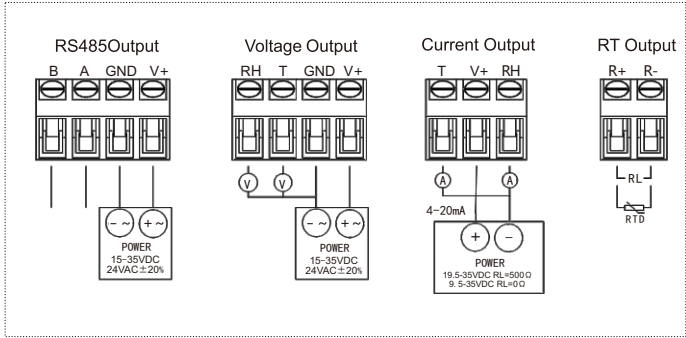 RS485Output
B A GND V+
- ~ + ~
POWER
15-35VDC
24VAC±20%
Voltage Output
RH T GND V+
V V
- ~ + ~
POWER
15-35VDC
24VAC±20%
Current Output
T V+ RH
A A
4-20mA
+ -
POWER
19.5-35VDC RL=500Ω
9.5-35VDC RL=0Ω
RT Output
R+ R-
RL
RTD